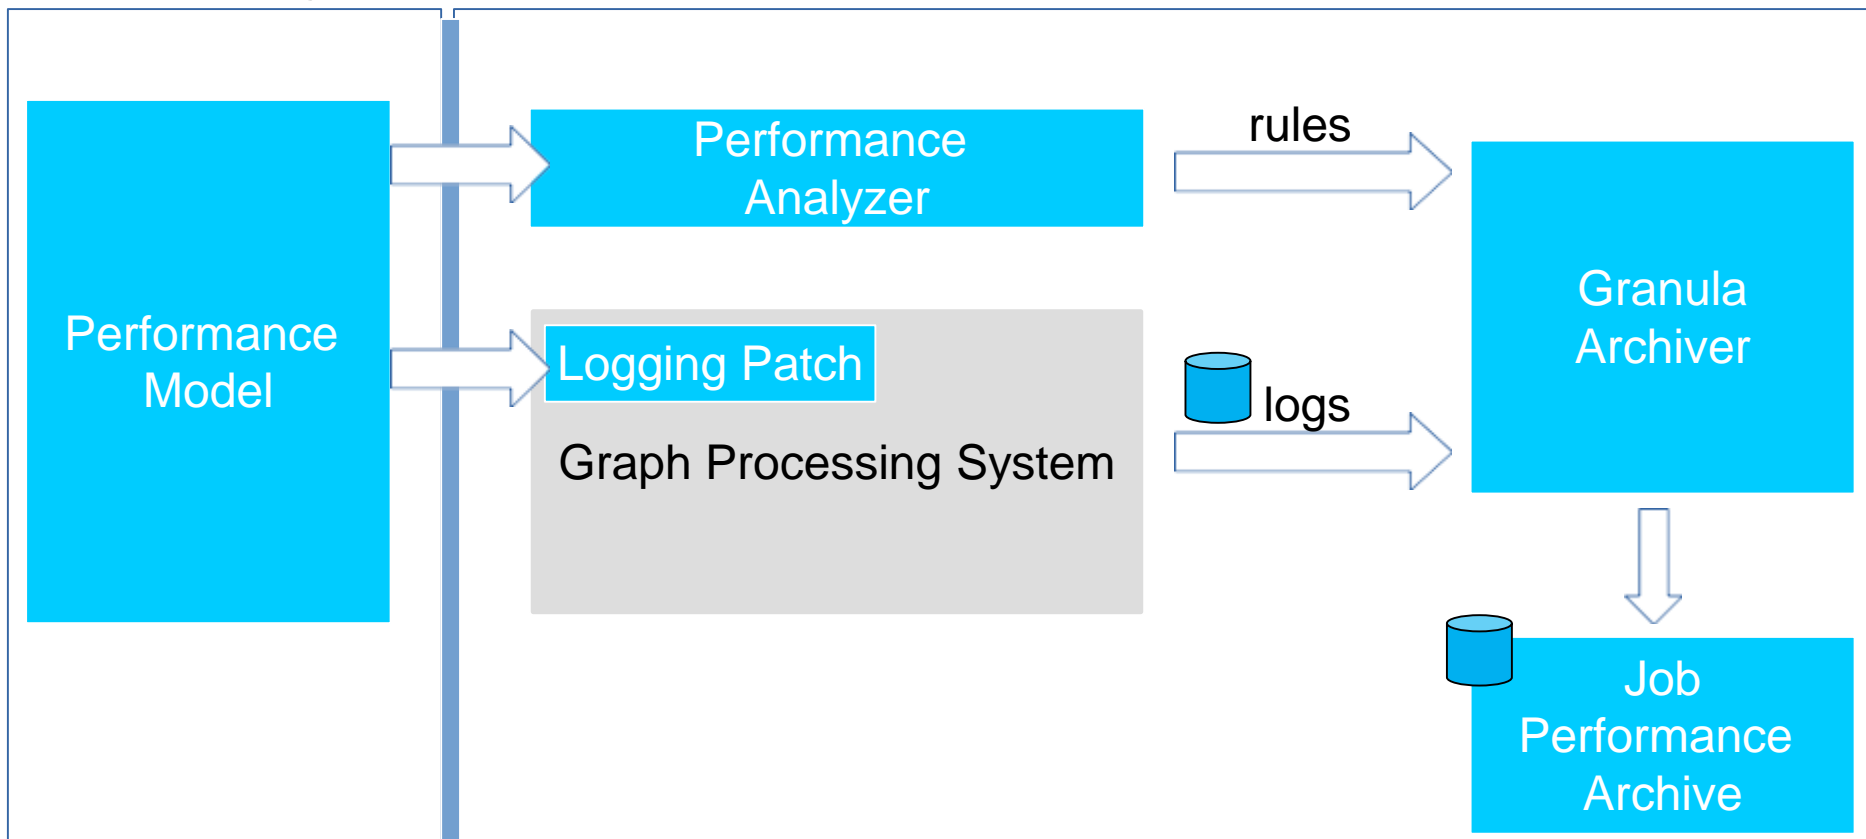 Performance
Model
Performance
Analyzer
rules
Logging Patch
Graph Processing System
logs
Granula
Archiver
Job
Performance
Archive